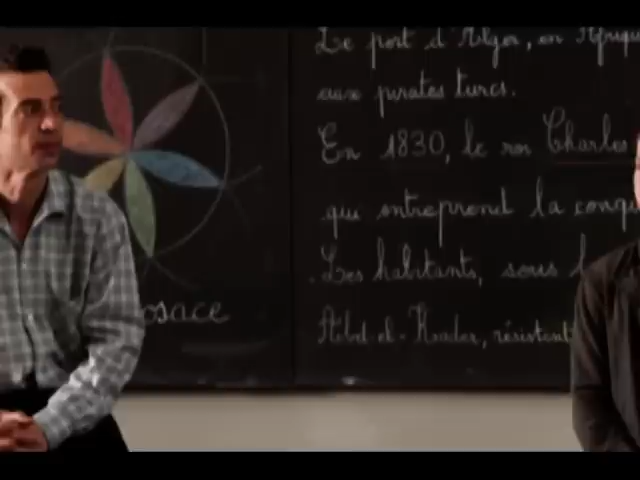 Le port d'Alger, en Afriqu
aux pirates turcs.
En 1830, le roi Charles
qui entreprend la conqu
Les habitants, sous l
Abd-el-Kader, résistent
osace